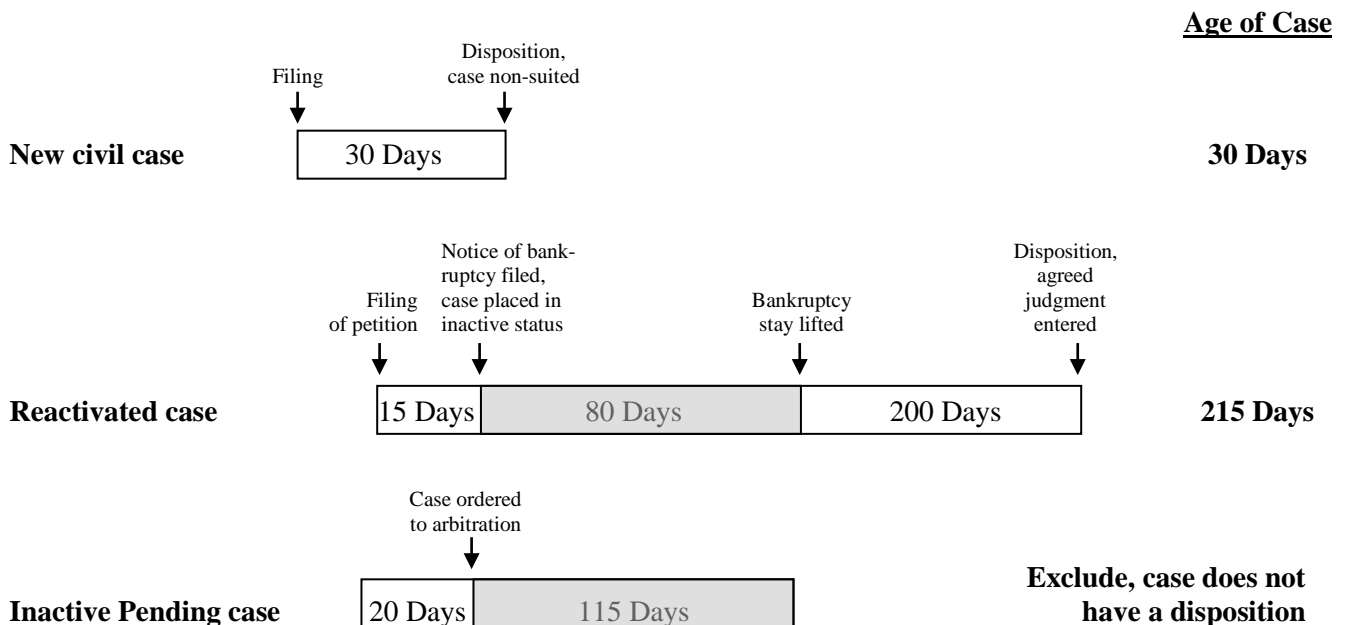 Age of Case
Disposition,
case non-suited
Filing
New civil case
30 Days
30 Days
Filing
of petition
Notice of bank-
ruptcy filed,
case placed in
inactive status
Bankruptcy
stay lifted
Disposition,
agreed
judgment
entered
Reactivated case
15 Days
80 Days
200 Days
215 Days
Case ordered
to arbitration
Inactive Pending case
20 Days
115 Days
Exclude, case does not
have a disposition